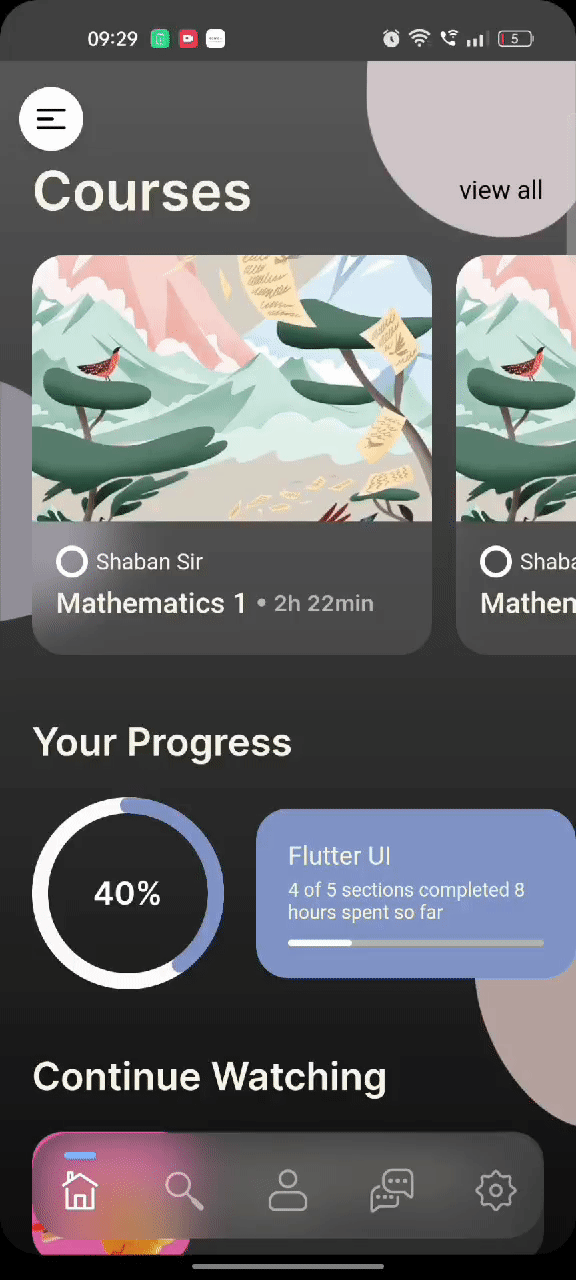 09:29
5
Courses
view all
Shaban Sir
Shaba
Mathematics 1 • 2h 22min
Mathen
Your Progress
40%
Flutter UI
4 of 5 sections completed 8
hours spent so far
Continue Watching